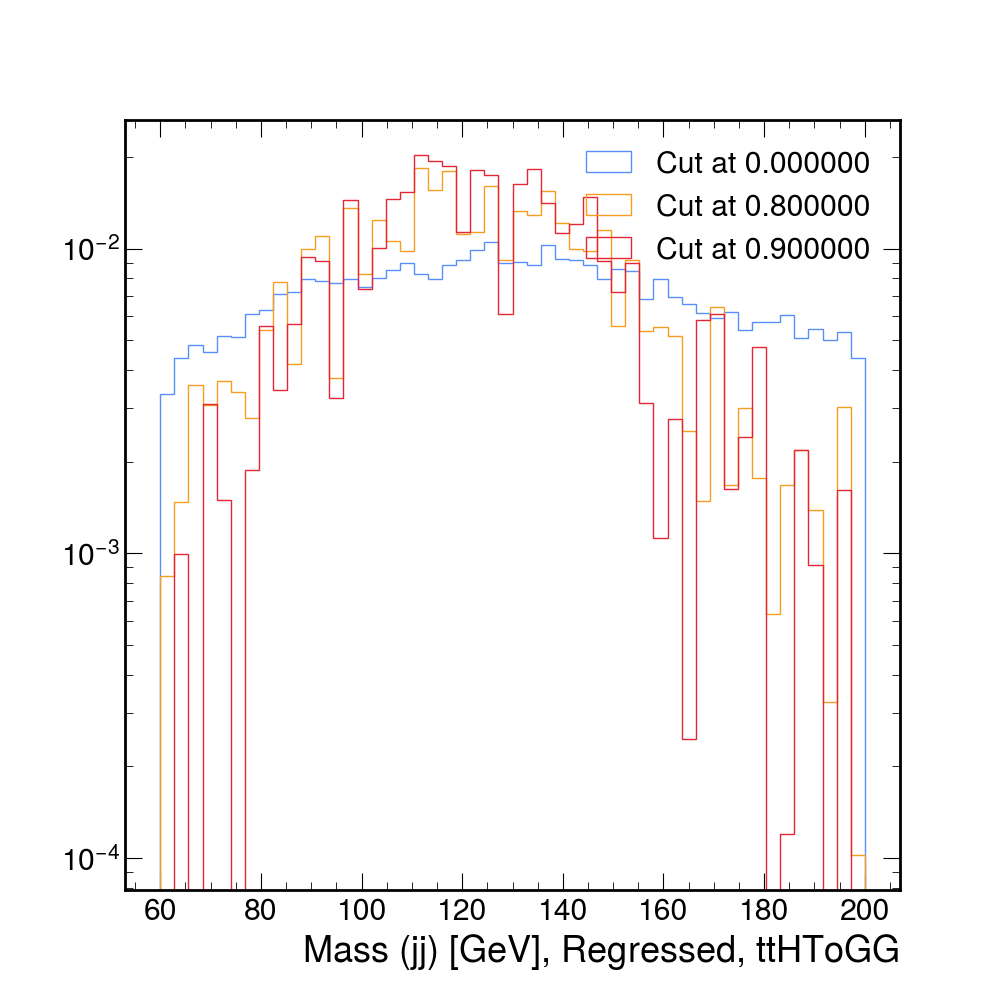 Cut at 0.000000
Cut at 0.800000
Cut at 0.900000
10⁻²
10⁻³
10⁻⁴
60 80 100 120 140 160 180 200
Mass (jj) [GeV], Regressed, ttHToGG